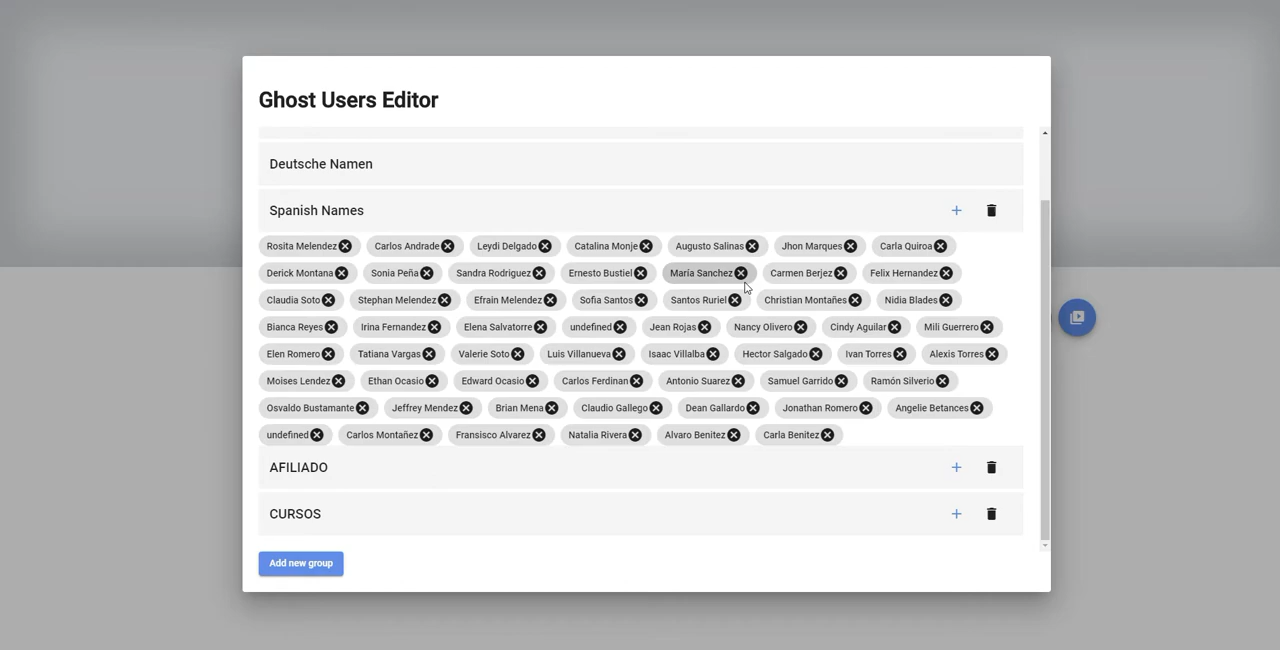 Ghost Users Editor
Deutsche Namen
Spanish Names
Rosita Melendez Carlos Andrade Leydi Delgado Catalina Monje Augusto Salinas Jhon Marques Carla Quiroa
Derick Montana Sonia Peña Sandra Rodriguez Ernesto Bustiel María Sanchez Carmen Berjez Felix Hernandez
Claudia Soto Stephan Melendez Efrain Melendez Sofia Santos Santos Ruriel Christian Montañes Nidia Blades
Bianca Reyes Irina Fernandez Elena Salvatorre undefined Jean Rojas Nancy Olivero Cindy Aguilar Mili Guerrero
Elen Romero Tatiana Vargas Valerie Soto Luis Villanueva Isaac Villalba Hector Salgado Ivan Torres Alexis Torres
Moises Lendez Ethan Ocasio Edward Ocasio Carlos Ferdinan Antonio Suarez Samuel Garrido Ramón Silverio
Osvaldo Bustamante Jeffrey Mendez Brian Mena Claudio Gallego Dean Gallardo Jonathan Romero Angelie Betances
undefined Carlos Montañez Fransisco Alvarez Natalia Rivera Alvaro Benitez Carla Benitez
AFILIADO
CURSOS
Add new group